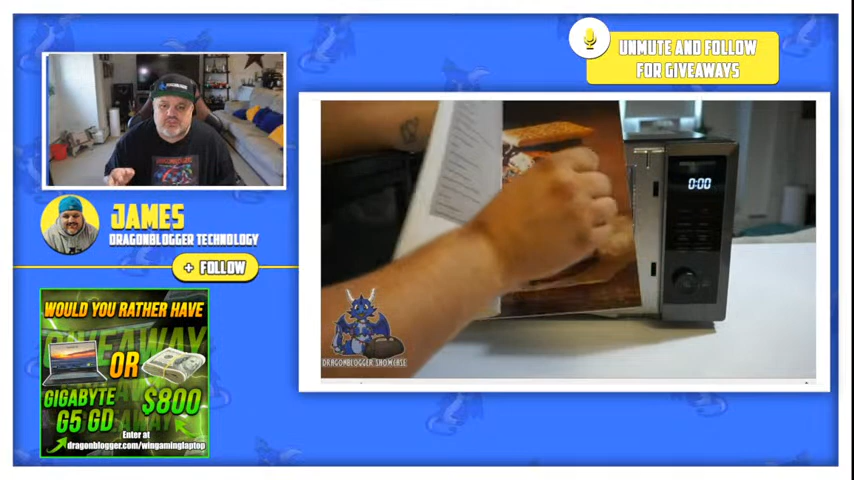 UNMUTE AND FOLLOW
FOR GIVEAWAYS
0:00
DRAGONBLOGGER SHOWCASE
JAMES
DRAGONBLOGGER TECHNOLOGY
+ FOLLOW
WOULD YOU RATHER HAVE
GIVEAWAY
OR
GIGABYTE
G5 GD
$800
Enter at
dragonblogger.com/wingaminglaptop